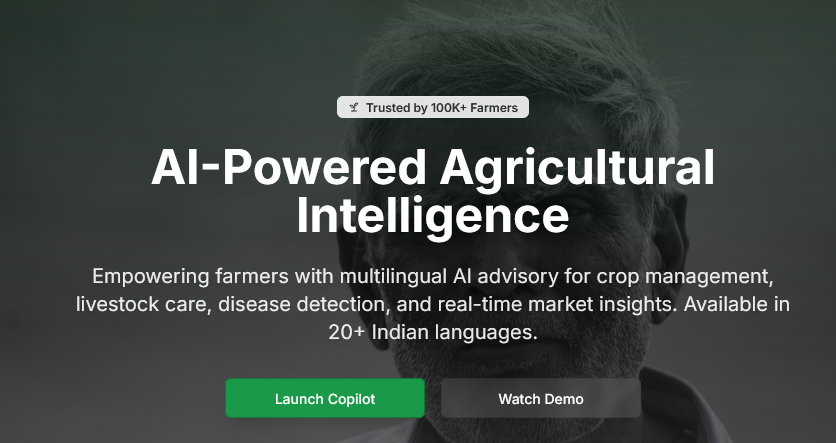 Trusted by 100K+ Farmers
AI-Powered Agricultural
Intelligence
Empowering farmers with multilingual AI advisory for crop management,
livestock care, disease detection, and real-time market insights. Available in
20+ Indian languages.
Launch Copilot
Watch Demo